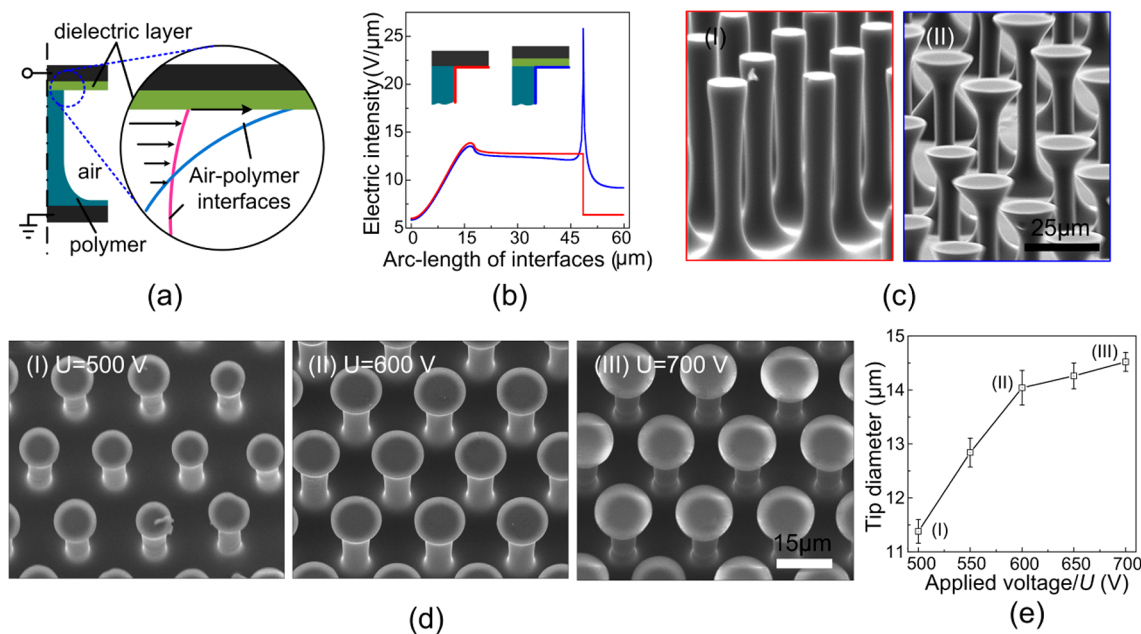 dielectric layer
air
polymer
Air-polymer
interfaces
(a)
Electric intensity(V/μm)
25
20
15
10
5
0
15
30
45
60
Arc-length of interfaces (μm)
(b)
(I)
(II)
25μm
(c)
(I) U=500 V
(II) U=600 V
(III) U=700 V
15μm
(d)
Tip diameter (μm)
15
14
13
12
11
(I)
(II)
(III)
500 550 600 650 700
Applied voltage/U (V)
(e)